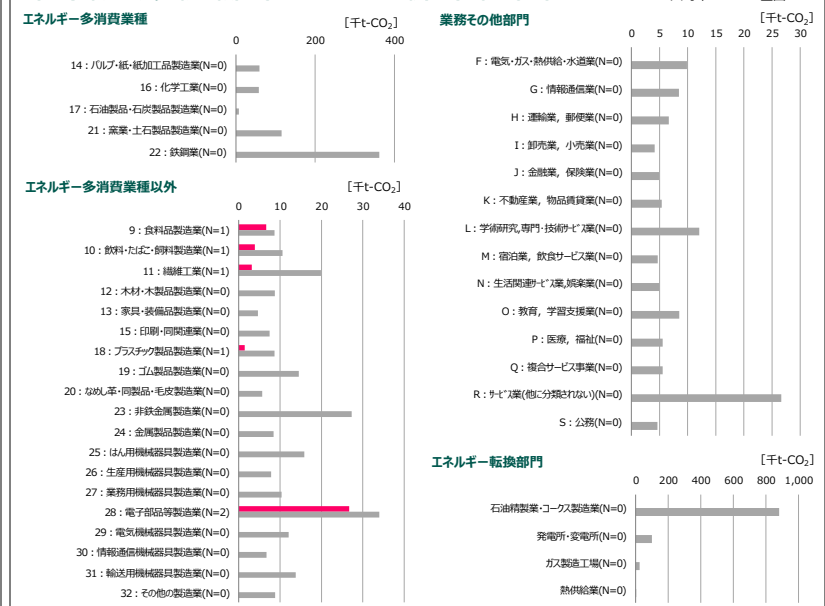 エネルギー多消費業種
[千t-CO₂]
0 200 400
14：パルプ・紙・紙加工品製造業(N=0)
16：化学工業(N=0)
17：石油製品・石炭製品製造業(N=0)
21：窯業・土石製品製造業(N=0)
22：鉄鋼業(N=0)
エネルギー多消費業種以外
[千t-CO₂]
0 10 20 30 40
9：食料品製造業(N=1)
10：飲料・たばこ・飼料製造業(N=1)
11：繊維工業(N=1)
12：木材・木製品製造業(N=0)
13：家具・装備品製造業(N=0)
15：印刷・同関連業(N=0)
18：プラスチック製品製造業(N=1)
19：ゴム製品製造業(N=0)
20：なめし革・同製品・毛皮製造業(N=0)
23：非鉄金属製造業(N=0)
24：金属製品製造業(N=0)
25：はん用機械器具製造業(N=0)
26：生産用機械器具製造業(N=0)
27：業務用機械器具製造業(N=0)
28：電子部品等製造業(N=2)
29：電気機械器具製造業(N=0)
30：情報通信機械器具製造業(N=0)
31：輸送用機械器具製造業(N=0)
32：その他の製造業(N=0)
業務その他部門
[千t-CO₂]
0 5 10 15 20 25 30
F：電気・ガス・熱供給・水道業(N=0)
G：情報通信業(N=0)
H：運輸業，郵便業(N=0)
I：卸売業，小売業(N=0)
J：金融業，保険業(N=0)
K：不動産業，物品賃貸業(N=0)
L：学術研究,専門・技術ｻｰﾋﾞｽ業(N=0)
M：宿泊業，飲食サービス業(N=0)
N：生活関連ｻｰﾋﾞｽ業,娯楽業(N=0)
O：教育，学習支援業(N=0)
P：医療，福祉(N=0)
Q：複合サービス事業(N=0)
R：ｻｰﾋﾞｽ業(他に分類されない)(N=0)
S：公務(N=0)
エネルギー転換部門
[千t-CO₂]
0 200 400 600 800 1,000
石油精製業・コークス製造業(N=0)
発電所・変電所(N=0)
ガス製造工場(N=0)
熱供給業(N=0)